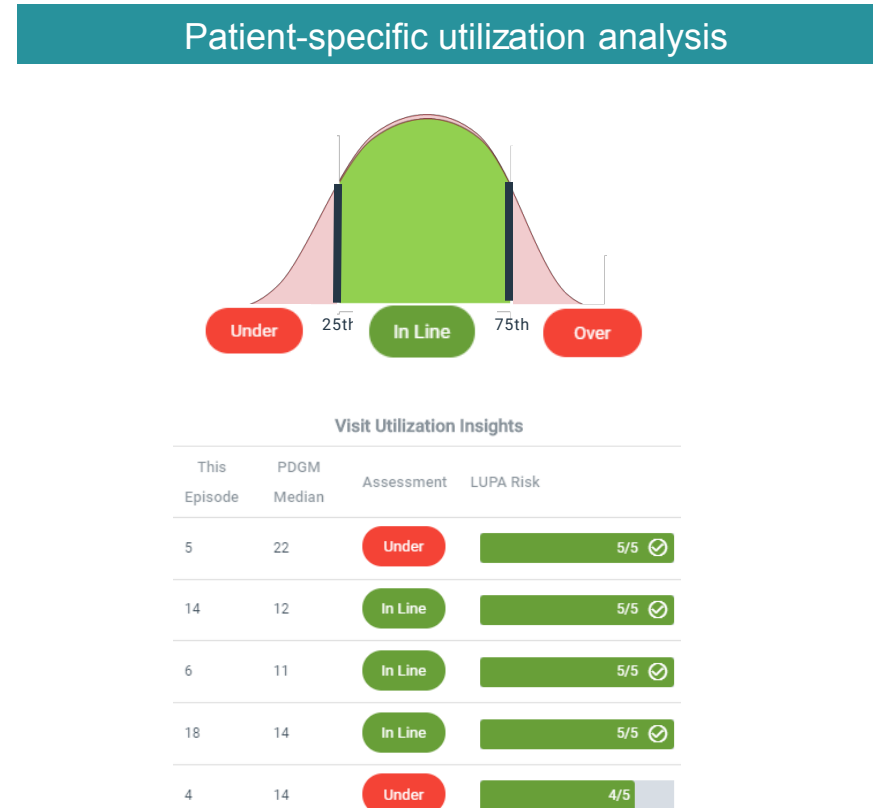 Patient-specific utilization analysis
Under
25th
In Line
75th
Over
Visit Utilization Insights
This Episode PDGM Median Assessment LUPA Risk
5 22 Under 5/5
14 12 In Line 5/5
6 11 In Line 5/5
18 14 In Line 5/5
4 14 Under 4/5